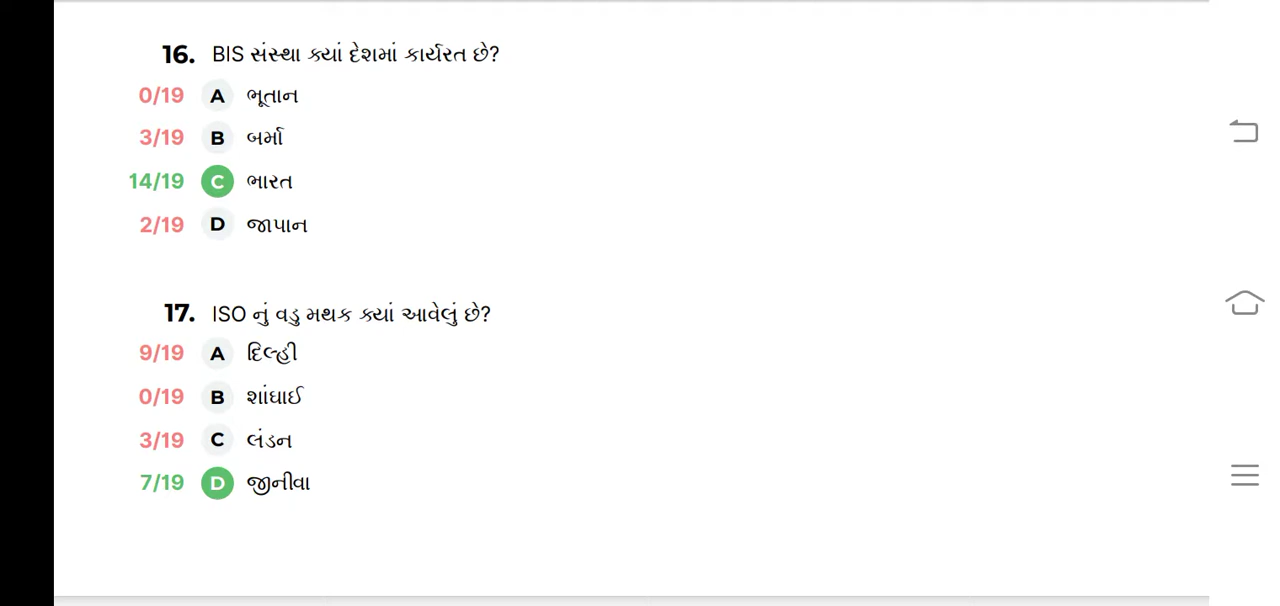 16. BIS સંસ્થા ક્યાં દેશમાં કાર્યરત છે?
0/19 A ભૂતાન
3/19 B બર્મા
14/19 C ભારત
2/19 D જાપાન
17. ISO નું વડુ મથક ક્યાં આવેલું છે?
9/19 A દિલ્હી
0/19 B શાંઘાઈ
3/19 C લંડન
7/19 D જીનીવા